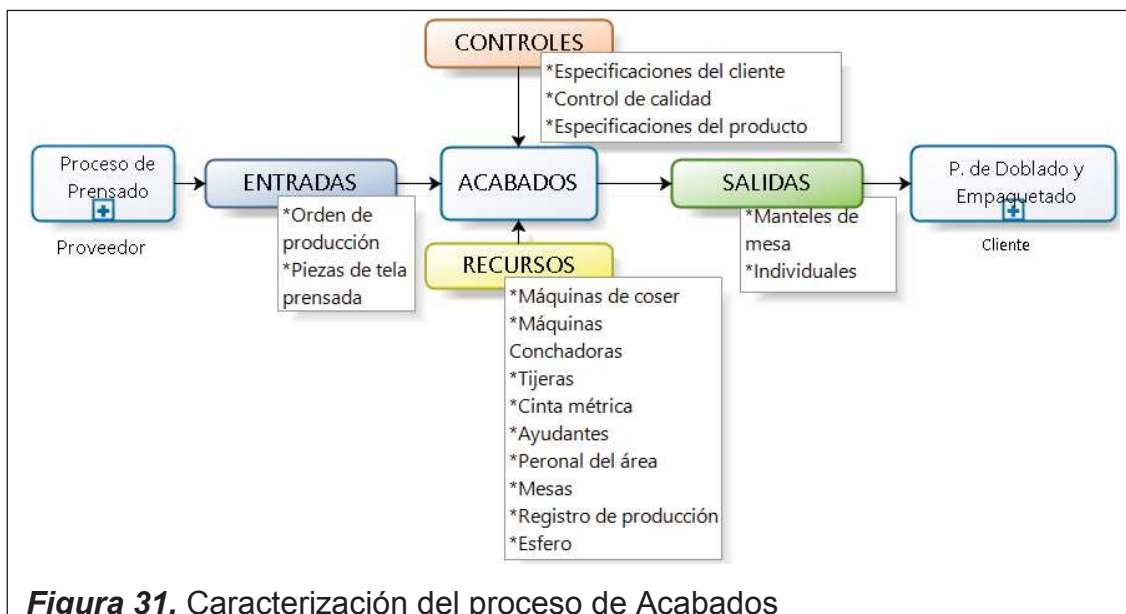 CONTROLES
*Especificaciones del cliente
*Control de calidad
*Especificaciones del producto
Proceso de
Prensado
Proveedor
ENTRADAS
*Orden de
producción
*Piezas de tela
prensada
ACABADOS
SALIDAS
*Manteles de
mesa
*Individuales
P. de Doblado y
Empaquetado
Cliente
RECURSOS
*Máquinas de coser
*Máquinas
Conchadoras
*Tijeras
*Cinta métrica
*Ayudantes
*Peronal del área
*Mesas
*Registro de producción
*Esfero
Figura 31. Caracterización del proceso de Acabados